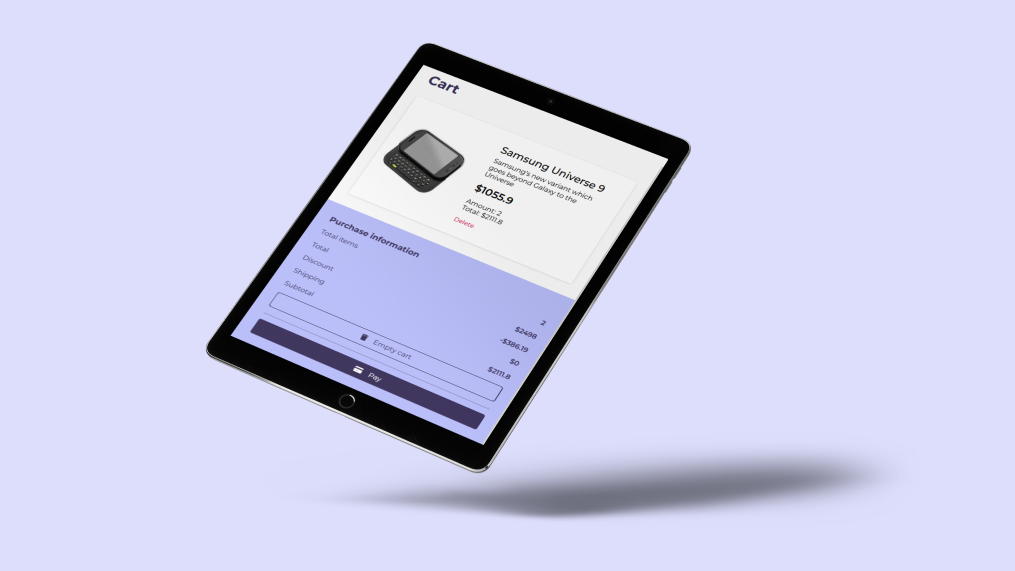 Cart
Samsung Universe 9
Samsung's new variant which
goes beyond Galaxy to the
Universe
$1055.9
Amount: 2
Total: $2111.8
Delete
Purchase information
Total items 2
Total $2498
Discount -$386.19
Shipping $0
Subtotal $2111.8
Empty cart
Pay